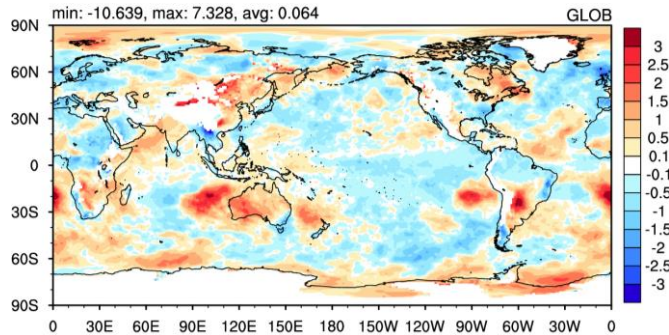 min: -10.639, max: 7.328, avg: 0.064
GLOB
90N
60N
30N
0
30S
60S
90S
0 30E 60E 90E 120E 150E 180 150W 120W 90W 60W 30W 0
3
2.5
2
1.5
1
0.5
0.1
-0.1
-0.5
-1
-1.5
-2
-2.5
-3